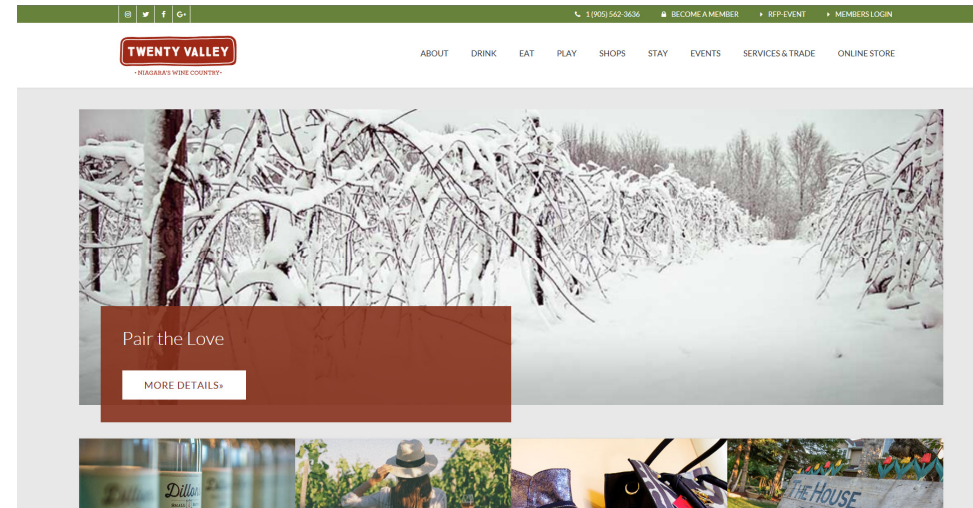 1 (905) 562-3636 BECOME A MEMBER RFP-EVENT MEMBERS LOGIN
TWENTY VALLEY
• NIAGARA'S WINE COUNTRY •
ABOUT DRINK EAT PLAY SHOPS STAY EVENTS SERVICES & TRADE ONLINE STORE
Pair the Love
MORE DETAILS»
Dillon
THE HOUSE